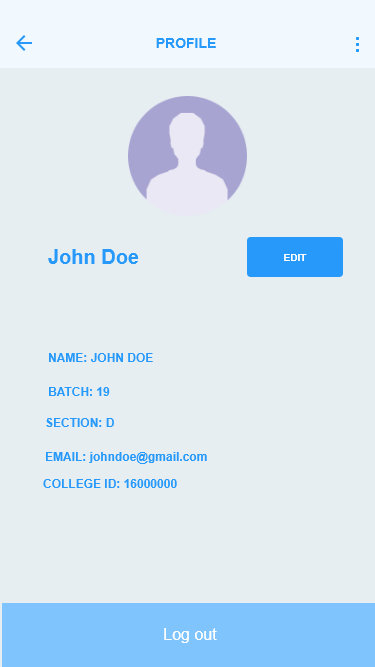 PROFILE
John Doe
EDIT
NAME: JOHN DOE
BATCH: 19
SECTION: D
EMAIL: johndoe@gmail.com
COLLEGE ID: 16000000
Log out